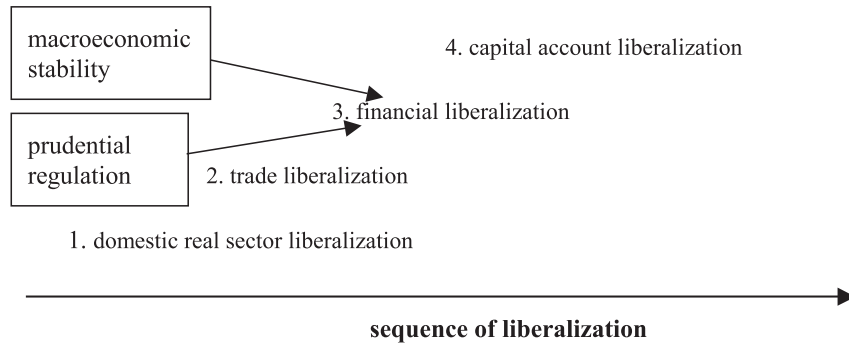 macroeconomic
stability
4. capital account liberalization
3. financial liberalization
prudential
regulation
2. trade liberalization
1. domestic real sector liberalization
sequence of liberalization